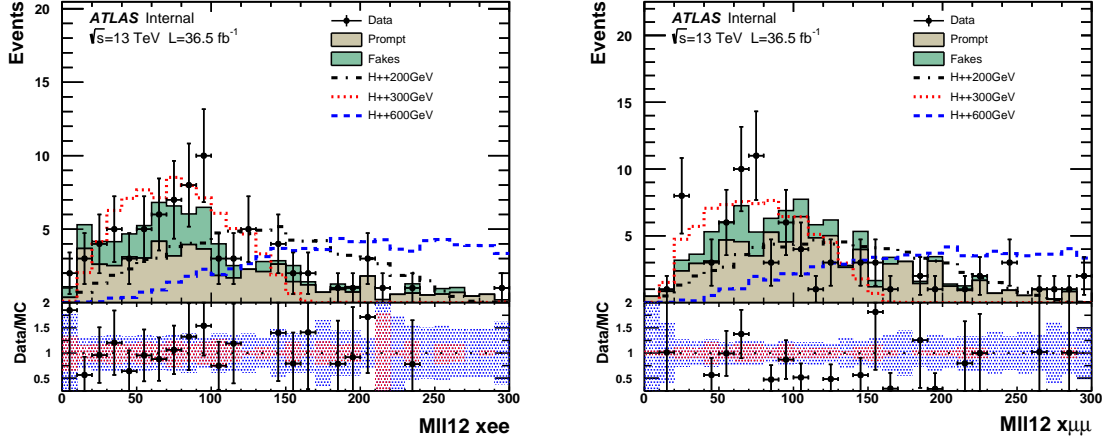 Events
20
15
10
5
2
ATLAS Internal
√s=13 TeV L=36.5 fb⁻¹
Data
Prompt
Fakes
H++200GeV
H++300GeV
H++600GeV
Data/MC
1.5
1
0.5
0 50 100 150 200 250 300
Mll12 xee
Events
20
15
10
5
2
ATLAS Internal
√s=13 TeV L=36.5 fb⁻¹
Data
Prompt
Fakes
H++200GeV
H++300GeV
H++600GeV
Data/MC
1.5
1
0.5
0 50 100 150 200 250 300
Mll12 xμμ